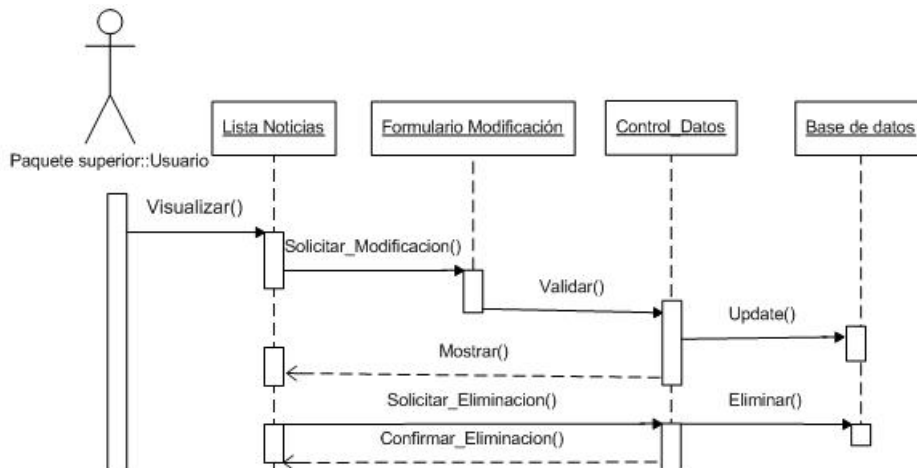 Lista Noticias
Formulario Modificación
Control_Datos
Base de datos
Paquete superior::Usuario
Visualizar()
Solicitar_Modificacion()
Validar()
Update()
Mostrar()
Solicitar_Eliminacion()
Eliminar()
Confirmar_Eliminacion()